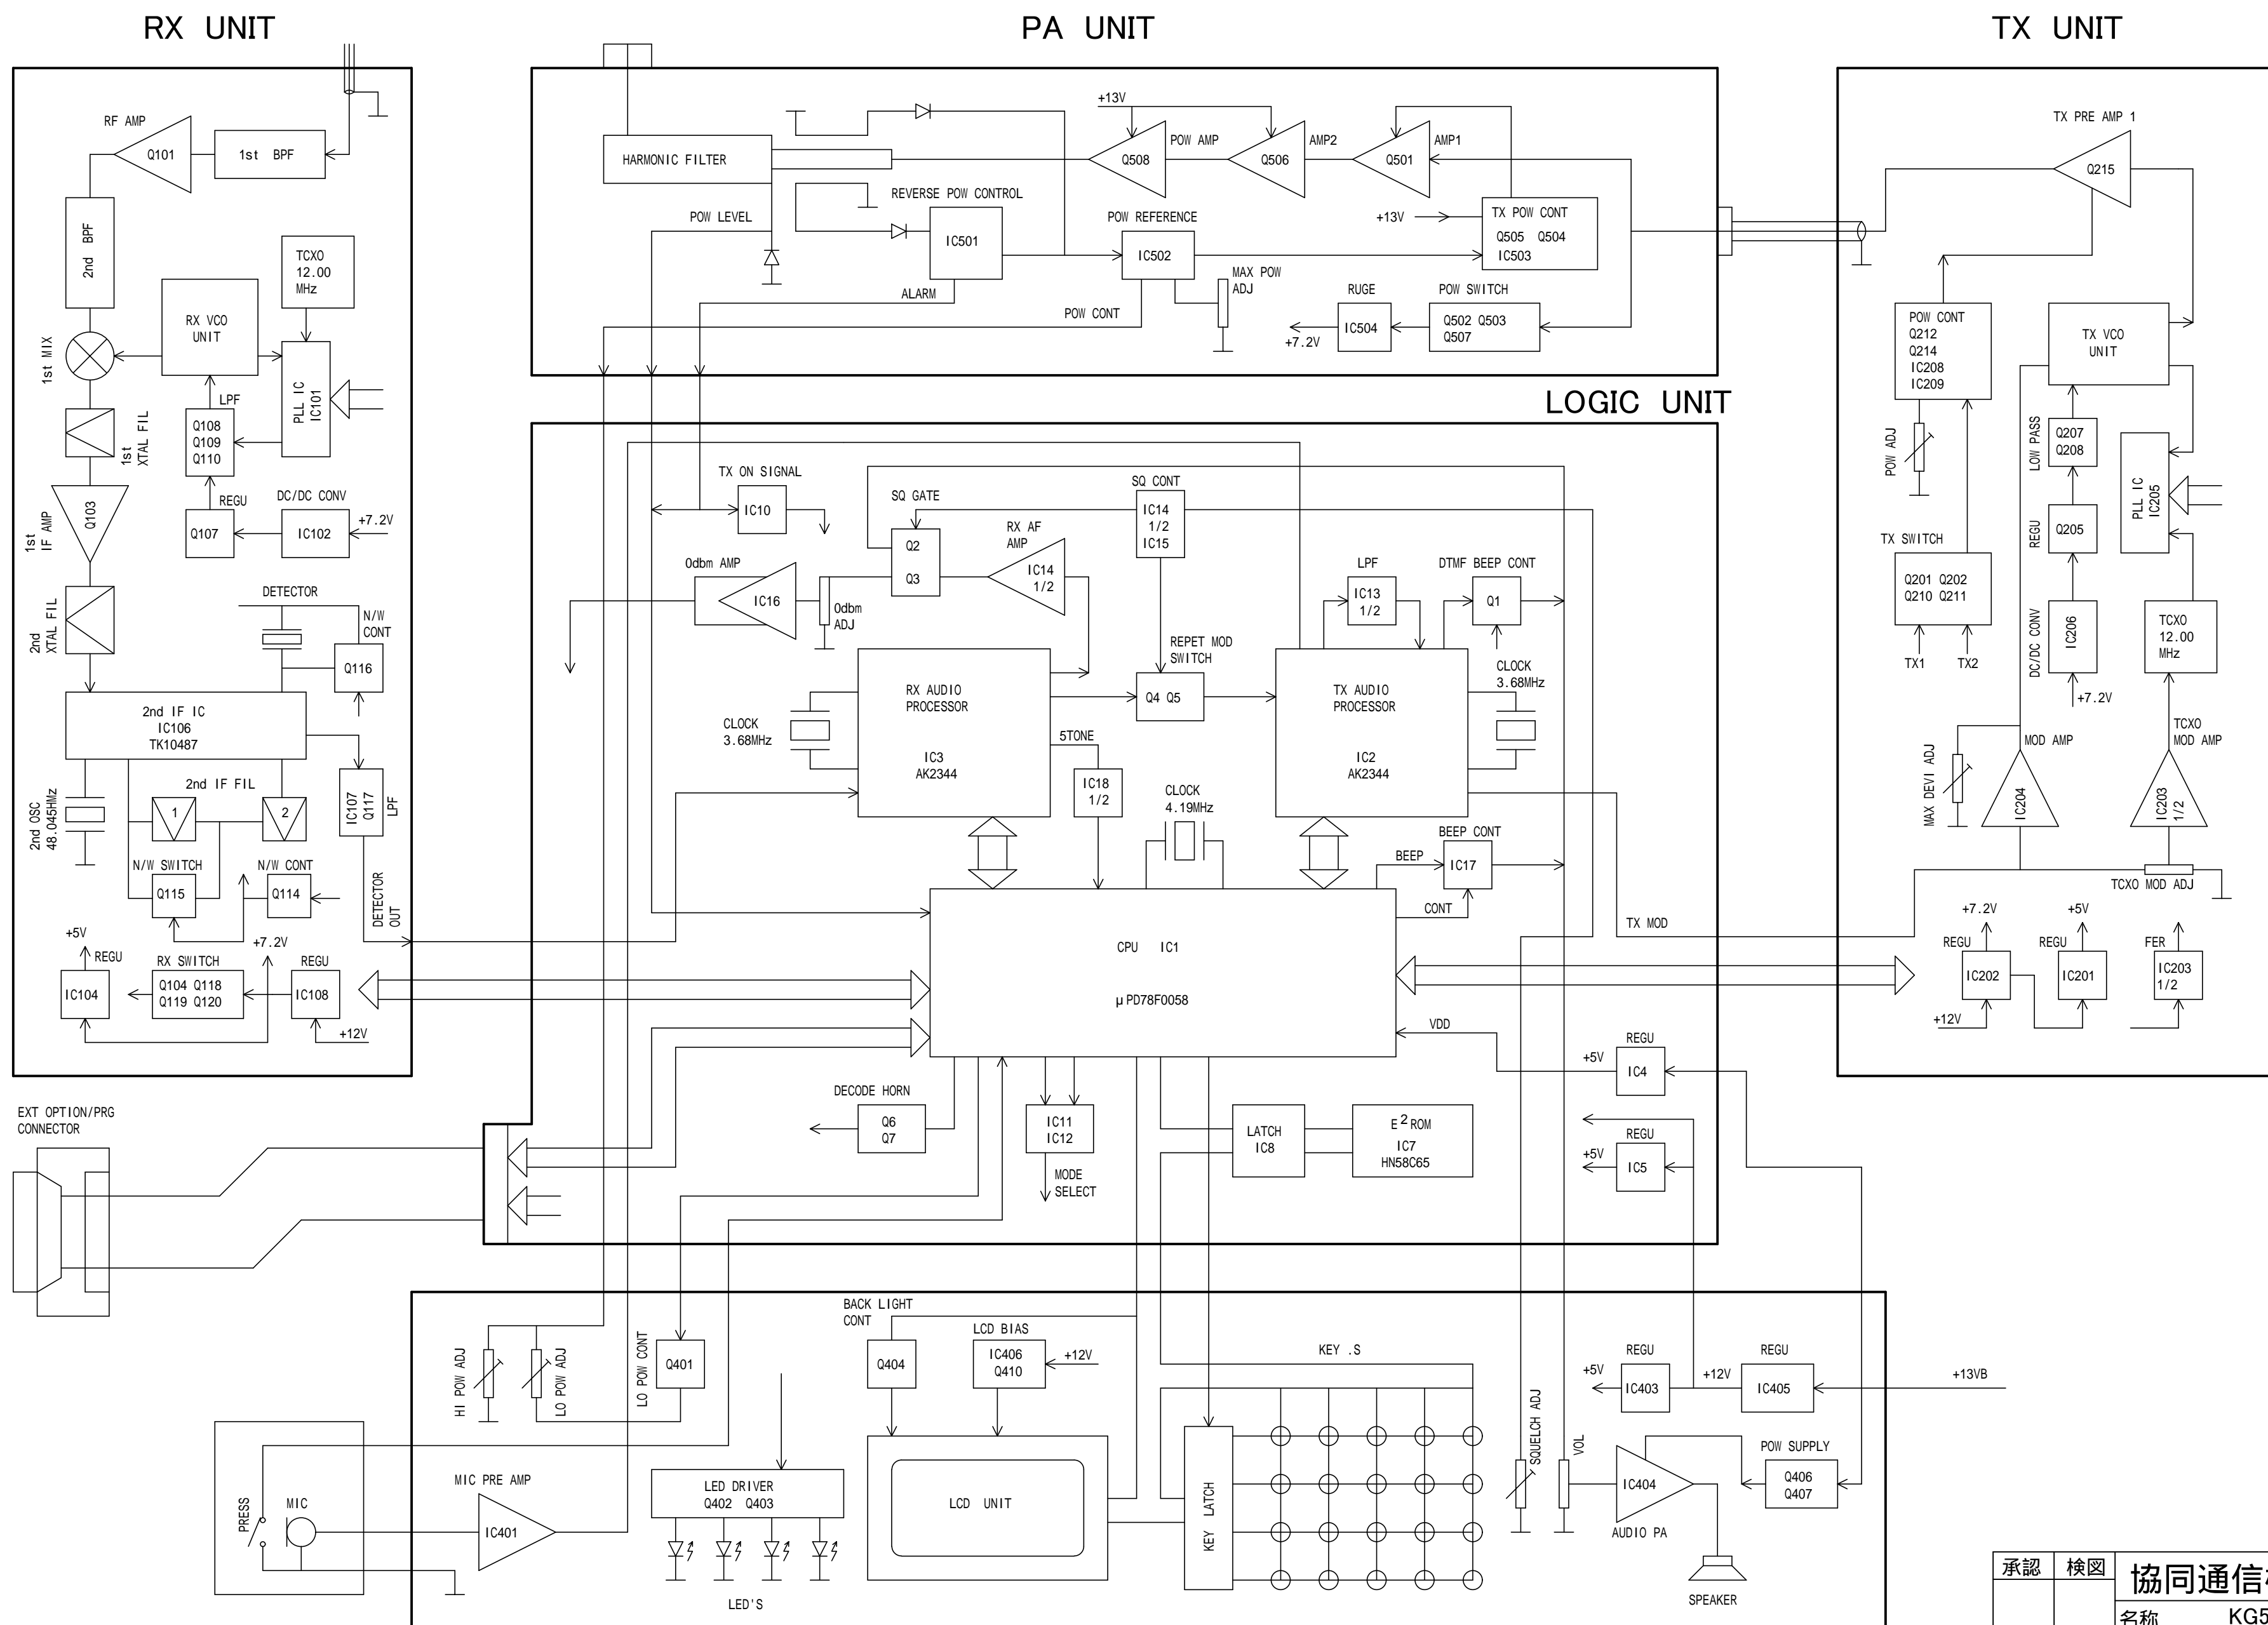 RX UNIT
PA UNIT
TX UNIT
LOGIC UNIT
RF AMP
Q101
1st BPF
2nd BPF
TCXO
12.00
MHz
RX VCO
UNIT
1st MIX
PLL IC
IC101
LPF
Q108
Q109
Q110
1st
XTAL FIL
REGU
Q107
DC/DC CONV
IC102
+7.2V
Q103
1st
IF AMP
2nd
XTAL FIL
DETECTOR
N/W
CONT
Q116
2nd IF IC
IC106
TK10487
2nd IF FIL
1
2
2nd OSC
48.045HMz
IC107
Q117
LPF
N/W SWITCH
Q115
N/W CONT
Q114
DETECTOR
OUT
+5V
REGU
IC104
RX SWITCH
Q104 Q118
Q119 Q120
+7.2V
REGU
IC108
+12V
HARMONIC FILTER
+13V
POW AMP
Q508
AMP2
Q506
AMP1
Q501
REVERSE POW CONTROL
POW LEVEL
IC501
POW REFERENCE
IC502
+13V
TX POW CONT
Q505 Q504
IC503
ALARM
MAX POW
ADJ
POW CONT
RUGE
IC504
+7.2V
POW SWITCH
Q502 Q503
Q507
TX PRE AMP 1
Q215
POW CONT
Q212
Q214
IC208
IC209
TX VCO
UNIT
POW ADJ
LOW PASS
Q207
Q208
PLL IC
IC205
REGU
Q205
TX SWITCH
Q201 Q202
Q210 Q211
TX1
TX2
DC/DC CONV
IC206
+7.2V
TCXO
12.00
MHz
TCXO
MOD AMP
MOD AMP
MAX DEVI ADJ
IC204
IC203
1/2
TCXO MOD ADJ
+7.2V
REGU
IC202
+12V
+5V
REGU
IC201
FER
IC203
1/2
TX ON SIGNAL
IC10
SQ GATE
Q2
Q3
SQ CONT
IC14
1/2
IC15
RX AF
AMP
IC14
1/2
0dbm AMP
IC16
0dbm
ADJ
LPF
IC13
1/2
DTMF BEEP CONT
Q1
REPET MOD
SWITCH
Q4 Q5
CLOCK
3.68MHz
RX AUDIO
PROCESSOR
IC3
AK2344
TX AUDIO
PROCESSOR
IC2
AK2344
CLOCK
3.68MHz
5TONE
IC18
1/2
CLOCK
4.19MHz
BEEP CONT
BEEP
IC17
CONT
TX MOD
CPU IC1
μPD78F0058
VDD
REGU
+5V
IC4
REGU
+5V
IC5
DECODE HORN
Q6
Q7
IC11
IC12
MODE
SELECT
LATCH
IC8
E2ROM
IC7
HN58C65
EXT OPTION/PRG
CONNECTOR
HI POW ADJ
LO POW ADJ
LO POW CONT
Q401
BACK LIGHT
CONT
Q404
LCD BIAS
IC406
Q410
+12V
KEY .S
REGU
+5V
IC403
+12V
REGU
IC405
+13VB
PRESS
MIC
MIC PRE AMP
IC401
LED DRIVER
Q402 Q403
LED'S
LCD UNIT
KEY LATCH
SQUELCH ADJ
VOL
IC404
AUDIO PA
POW SUPPLY
Q406
Q407
SPEAKER
承認
検図
協同通信
名称
KG5